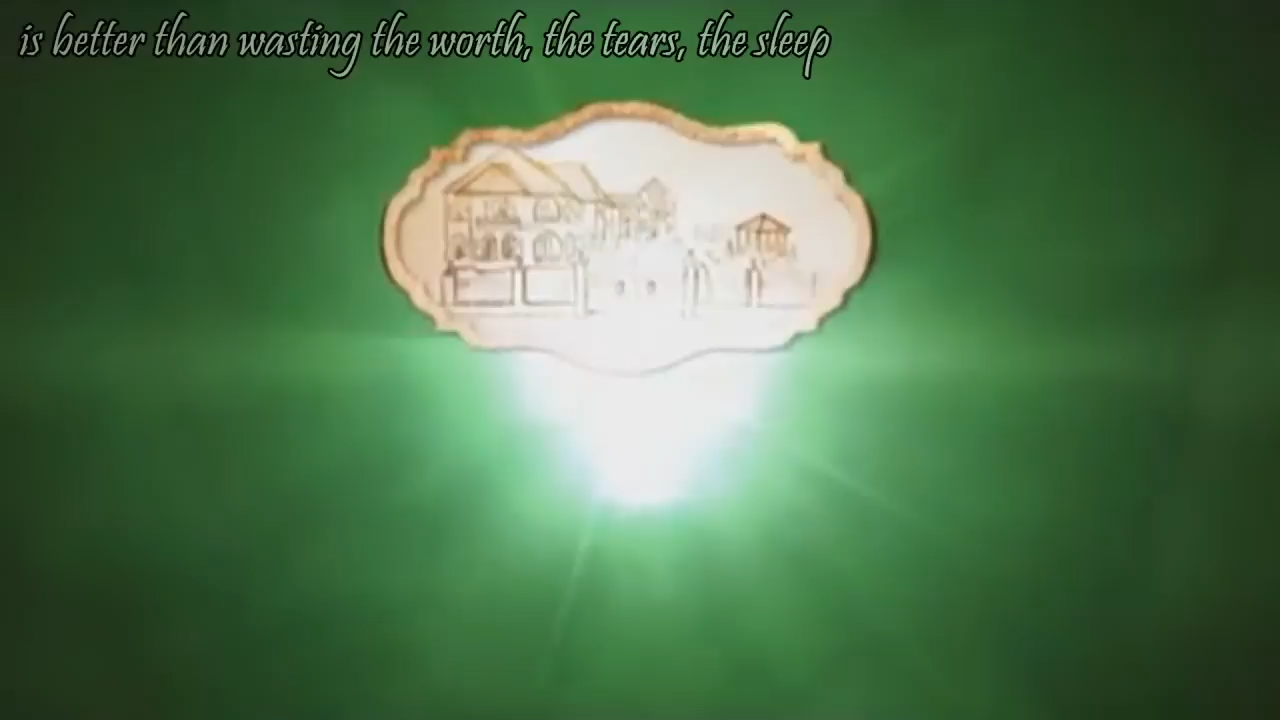 is better than wasting the worth, the tears, the sleep